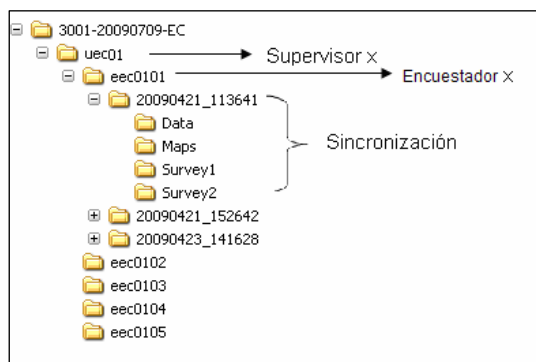 3001-20090709-EC
uec01 Supervisor x
eec0101 Encuestador X
20090421_113641
Data
Maps
Sincronización
Survey1
Survey2
20090421_152642
20090423_141628
eec0102
eec0103
eec0104
eec0105